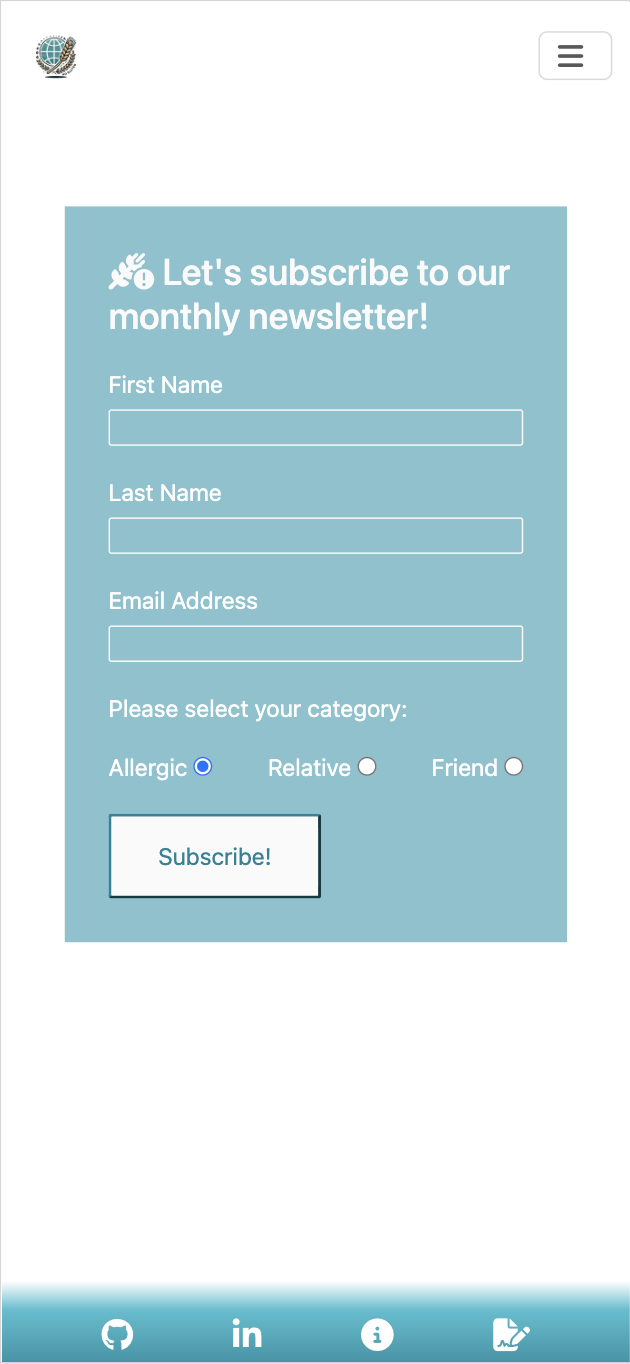 Let's subscribe to our
monthly newsletter!
First Name
Last Name
Email Address
Please select your category:
Allergic Relative Friend
Subscribe!
in